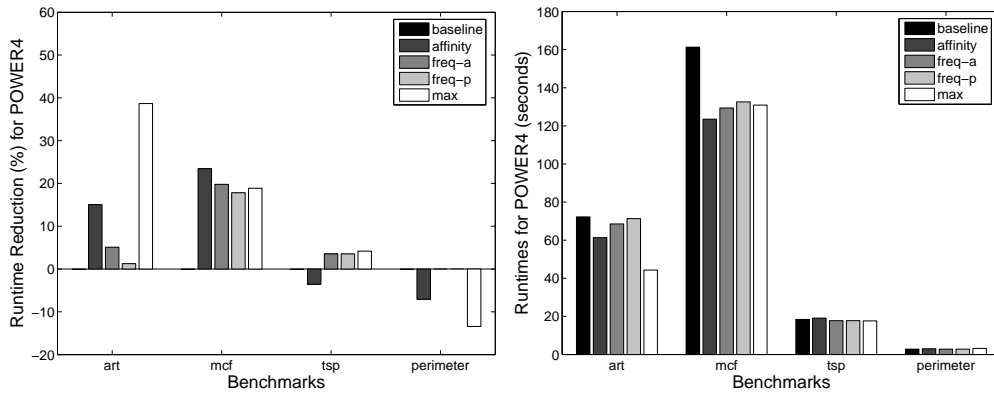 Runtime Reduction (%) for POWER4
60
50
40
30
20
10
0
−10
−20
art
mcf
tsp
perimeter
Benchmarks
baseline
affinity
freq−a
freq−p
max
Runtimes for POWER4 (seconds)
180
160
140
120
100
80
60
40
20
0
art
mcf
tsp
perimeter
Benchmarks
baseline
affinity
freq−a
freq−p
max